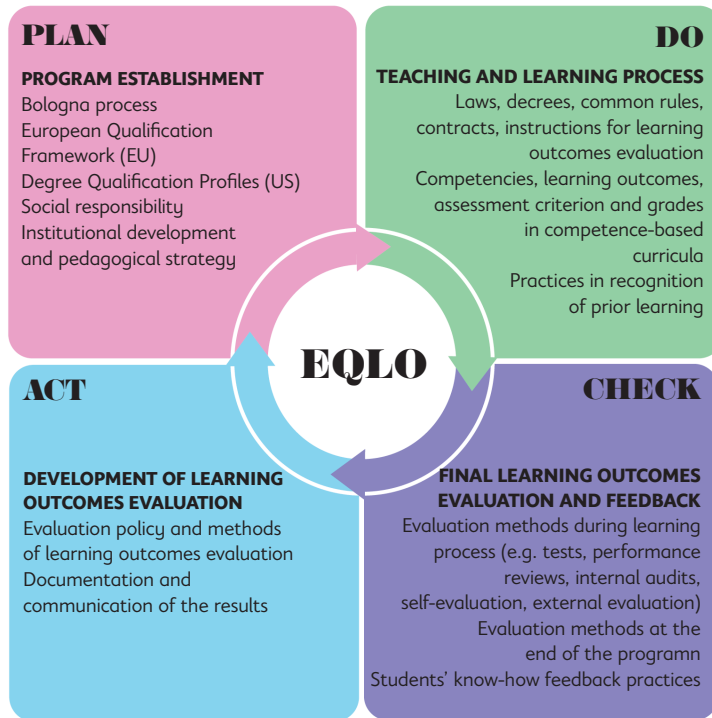 PLAN
PROGRAM ESTABLISHMENT
Bologna process
European Qualification
Framework (EU)
Degree Qualification Profiles (US)
Social responsibility
Institutional development
and pedagogical strategy
DO
TEACHING AND LEARNING PROCESS
Laws, decrees, common rules,
contracts, instructions for learning
outcomes evaluation
Competencies, learning outcomes,
assessment criterion and grades
in competence-based
curricula
Practices in recognition
of prior learning
EQLO
ACT
DEVELOPMENT OF LEARNING
OUTCOMES EVALUATION
Evaluation policy and methods
of learning outcomes evaluation
Documentation and
communication of the results
CHECK
FINAL LEARNING OUTCOMES
EVALUATION AND FEEDBACK
Evaluation methods during learning
process (e.g. tests, performance
reviews, internal audits,
self-evaluation, external evaluation)
Evaluation methods at the
end of the programn
Students’ know-how feedback practices